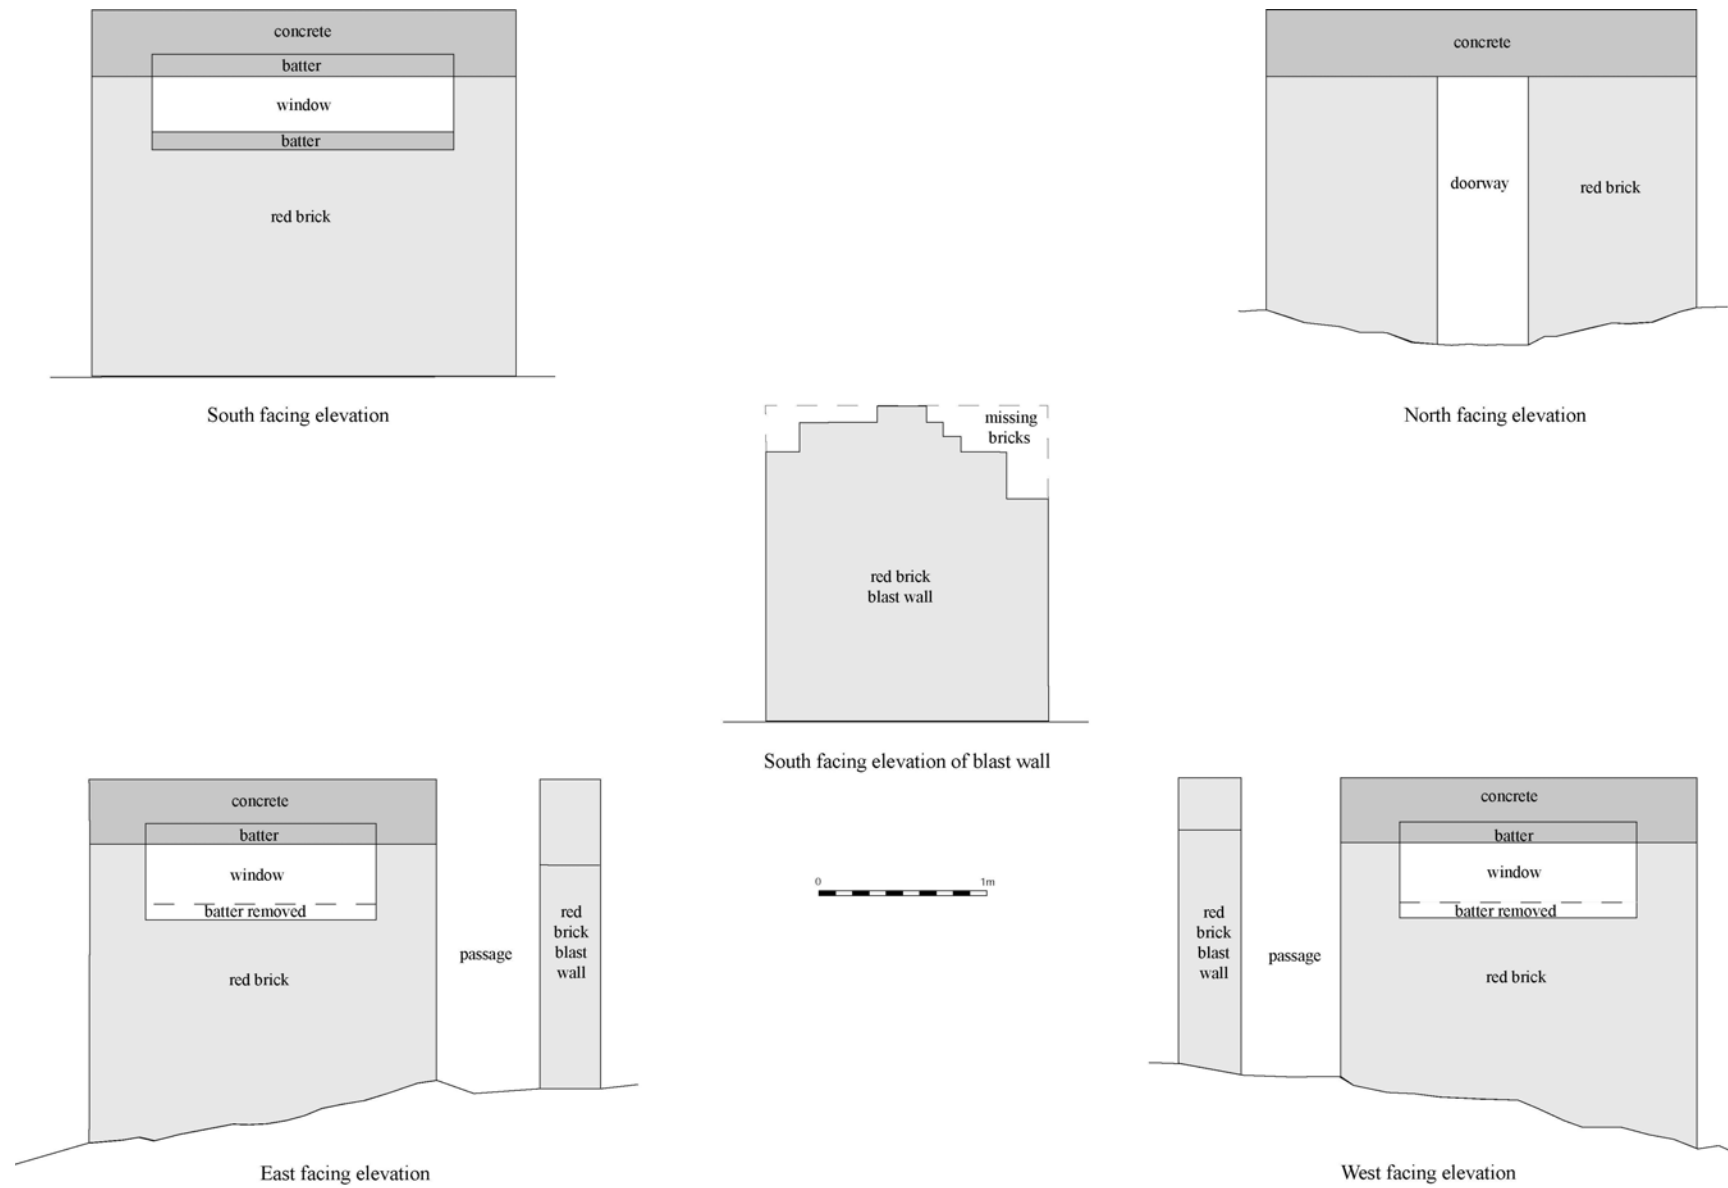 concrete
batter
window
batter
red brick
South facing elevation
concrete
doorway
red brick
North facing elevation
missing
bricks
red brick
blast wall
South facing elevation of blast wall
concrete
batter
window
batter removed
red brick
passage
red
brick
blast
wall
East facing elevation
0 1m
red
brick
blast
wall
passage
concrete
batter
window
batter removed
red brick
West facing elevation